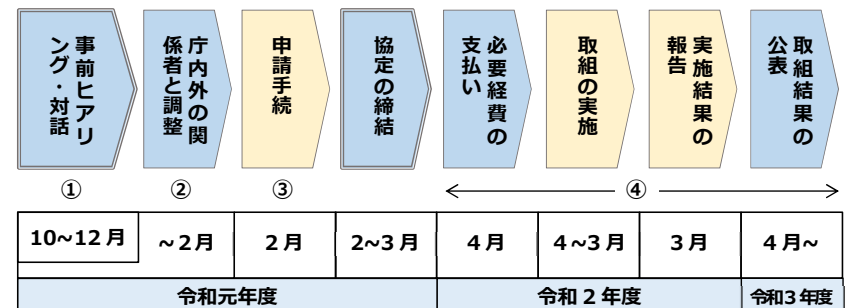 事前ヒアリ
ング・対話
庁内外の関
係者と調整
申請手続
協定の締結
必要経費の
支払い
取組の実施
実施結果の
報告
取組結果の
公表
① ② ③ ④
10~12月 ~2月 2月 2~3月 4月 4~3月 3月 4月~
令和元年度 令和2年度 令和3年度